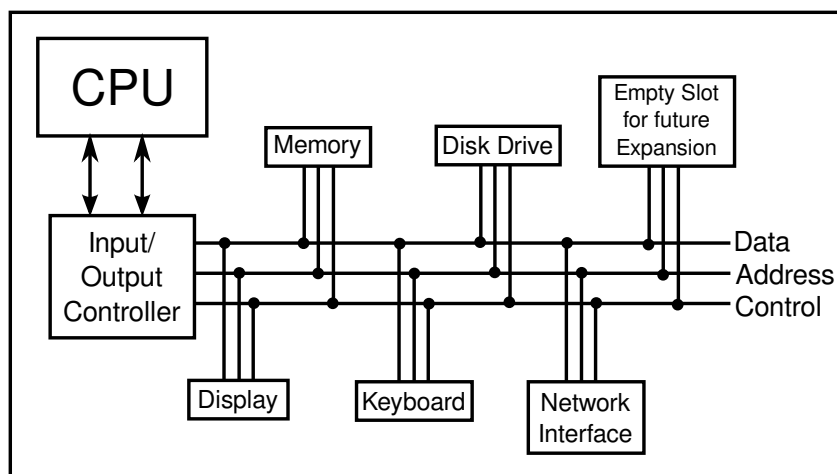 CPU
Empty Slot
for future
Expansion
Memory
Disk Drive
Input/
Output
Controller
Data
Address
Control
Display
Keyboard
Network
Interface